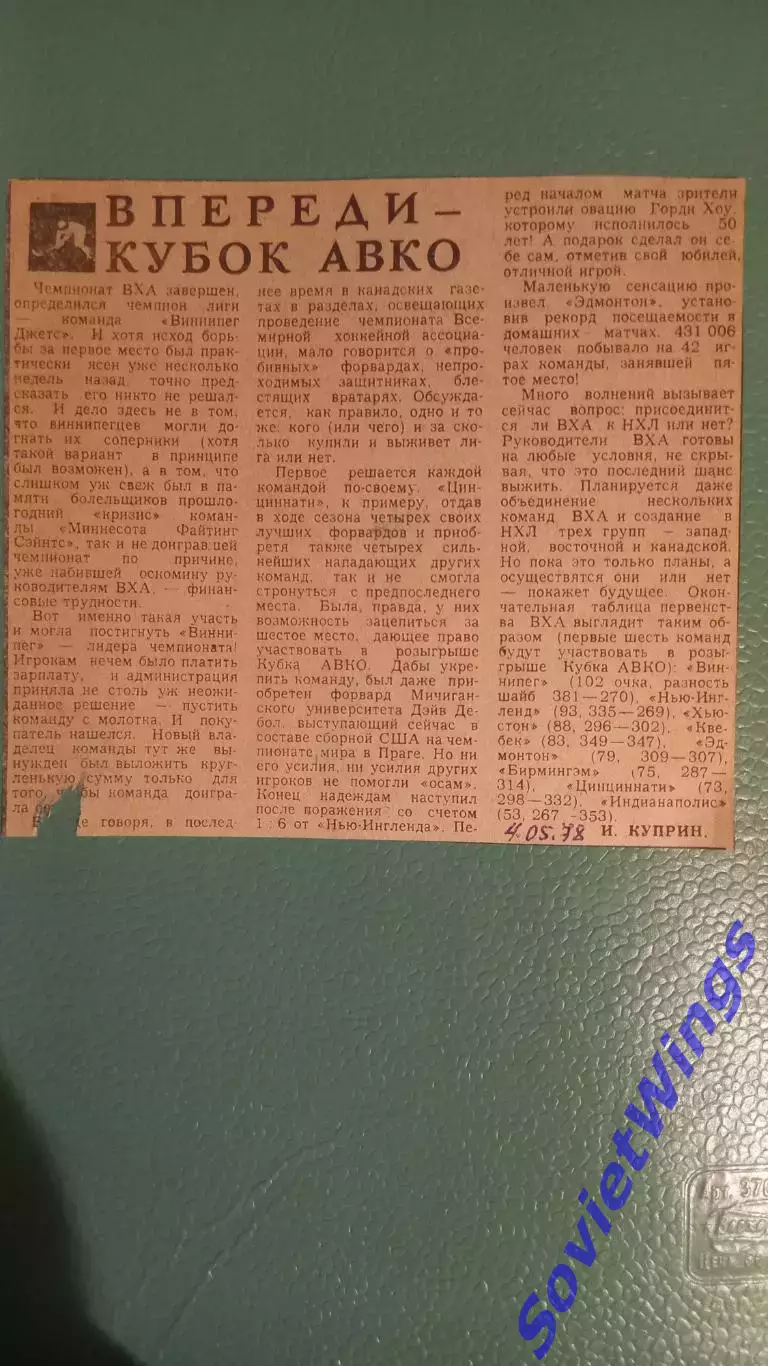 ВПЕРЕДИ —
КУБОК АВКО
Чемпионат ВХА завершен,
определился чемпион лиги
— команда «Виннипег
Джетс». И хотя исход борь-
бы за первое место был прак-
тически ясен уже несколько
недель назад, точно пред-
сказать его никто не решал-
ся. И дело здесь не в том,
что виннипегцев могли до-
гнать их соперники (хотя
такой вариант в принципе
был возможен), а в том, что
слишком уж свеж был в па-
мяти болельщиков прошло-
годний «кризис» коман-
ды «Миннесота Файтинг
Сэйнтс», так и не доигравшей
чемпионат по причине,
уже набившей оскомину ру-
ководителям ВХА, — финан-
совые трудности.
Вот именно такая участь
и могла постигнуть «Винни-
пег» — лидера чемпионата!
Игрокам нечем было платить
зарплату, и администрация
приняла не столь уж неожи-
данное решение — пустить
команду с молотка. И поку-
патель нашелся. Новый вла-
делец команды тут же вы-
нужден был выложить круг-
ленькую сумму только для
того, чтобы команда доигра-
ла
говоря, в послед-
нее время в канадских газе-
тах в разделах, освещающих
проведение чемпионата Все-
мирной хоккейной ассоциа-
ции, мало говорится о «про-
бивных» форвардах, непро-
ходимых защитниках, бле-
стящих вратарях. Обсужда-
ется, как правило, одно и то
же: кого (или чего) и за ско-
лько купили и выживет ли-
га или нет.
Первое решается каждой
командой по-своему. «Цин-
циннати», к примеру, отдав
в ходе сезона четырех своих
лучших форвардов и приоб-
ретя также четырех силь-
нейших нападающих других
команд, так и не смогла
стронуться с предпоследнего
места. Была, правда, у них
возможность зацепиться за
шестое место, дающее право
участвовать в розыгрыше
Кубка АВКО. Дабы укре-
пить команду, был даже при-
обретен форвард Мичиган-
ского университета Дэйв Де-
бол, выступающий сейчас в
составе сборной США на чем-
пионате мира в Праге. Но ни
его усилия, ни усилия других
игроков не помогли «осам».
Конец надеждам наступил
после поражения со счетом
1 : 6 от «Нью-Ингленда». Пе-
ред началом матча зрители
устроили овацию Горди Хоу,
которому исполнилось 50
лет! А подарок сделал он се-
бе сам, отметив свой юбилей
отличной игрой.
Маленькую сенсацию про-
извел «Эдмонтон», устано-
вив рекорд посещаемости в
домашних матчах. 431 006
человек побывало на 42 иг-
рах команды, занявшей пя-
тое место!
Много волнений вызывает
сейчас вопрос: присоединит-
ся ли ВХА к НХЛ или нет?
Руководители ВХА готовы
на любые условия, не скры-
вая, что это последний шанс
выжить. Планируется даже
объединение нескольких
команд ВХА и создание в
НХЛ трех групп — запад-
ной, восточной и канадской.
Но пока это только планы, а
осуществятся они или нет
— покажет будущее. Окон-
чательная таблица первенст-
ва ВХА выглядит таким об-
разом (первые шесть команд
будут участвовать в розы-
грыше Кубка АВКО): «Вин-
нипег» (102 очка, разность
шайб 381—270), «Нью-Инг-
ленд» (93, 335—269), «Хью-
стон» (88, 296—302), «Кве-
бек» (83, 349—347), «Эд-
монтон» (79, 309—307),
«Бирмингэм» (75, 287—
314), «Цинциннати» (73,
298—332), «Индианаполис»
(53, 267—353).
4.05.78 И. КУПРИН.
SovietWings
Арт. 376